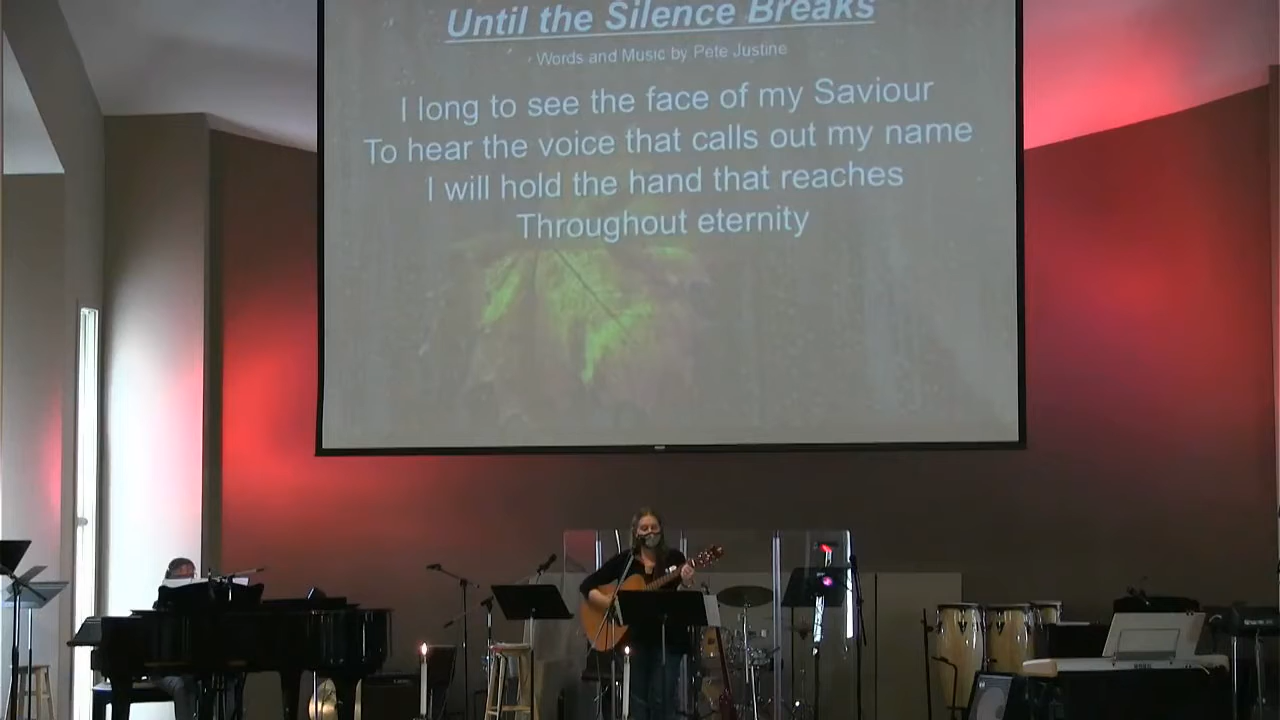 Until the Silence Breaks
Words and Music by Pete Justine
I long to see the face of my Saviour
To hear the voice that calls out my name
I will hold the hand that reaches
Throughout eternity